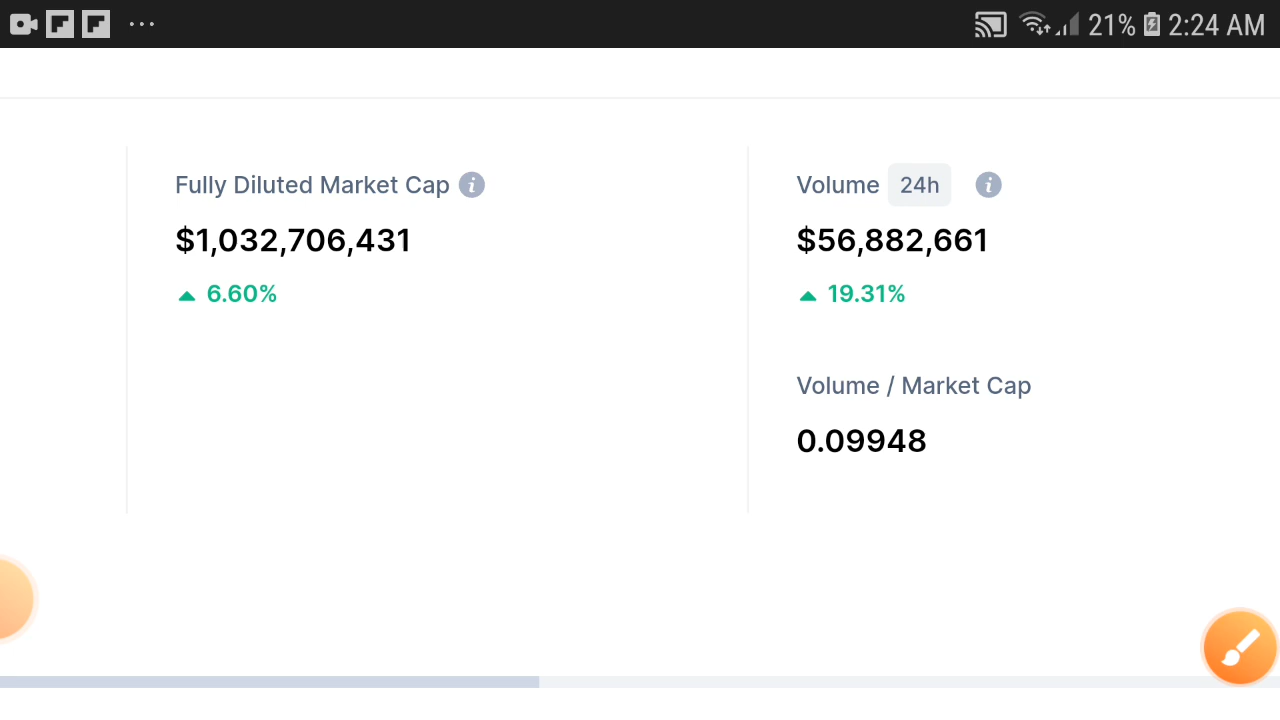 21% 2:24 AM
Fully Diluted Market Cap
$1,032,706,431
6.60%
Volume 24h
$56,882,661
19.31%
Volume / Market Cap
0.09948